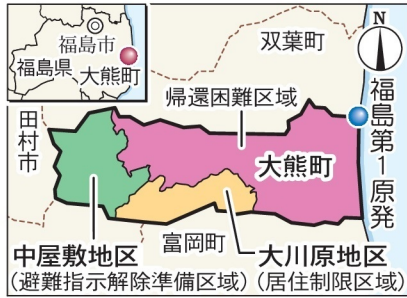 福島市
福島県
大熊町
双葉町
N
帰還困難区域
福島第1原発
田村市
大熊町
富岡町
中屋敷地区
(避難指示解除準備区域)
大川原地区
(居住制限区域)